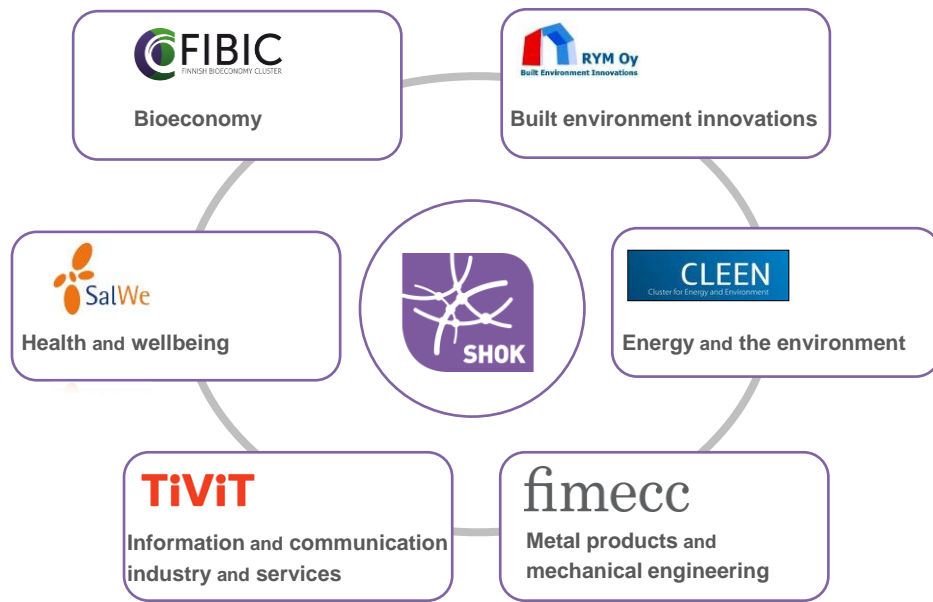 FIBIC
FINNISH BIOECONOMY CLUSTER
Bioeconomy
RYM Oy
Built Environment Innovations
Built environment innovations
SalWe
Health and wellbeing
SHOK
CLEEN
Cluster for Energy and Environment
Energy and the environment
TiViT
Information and communication
industry and services
fimecc
Metal products and
mechanical engineering